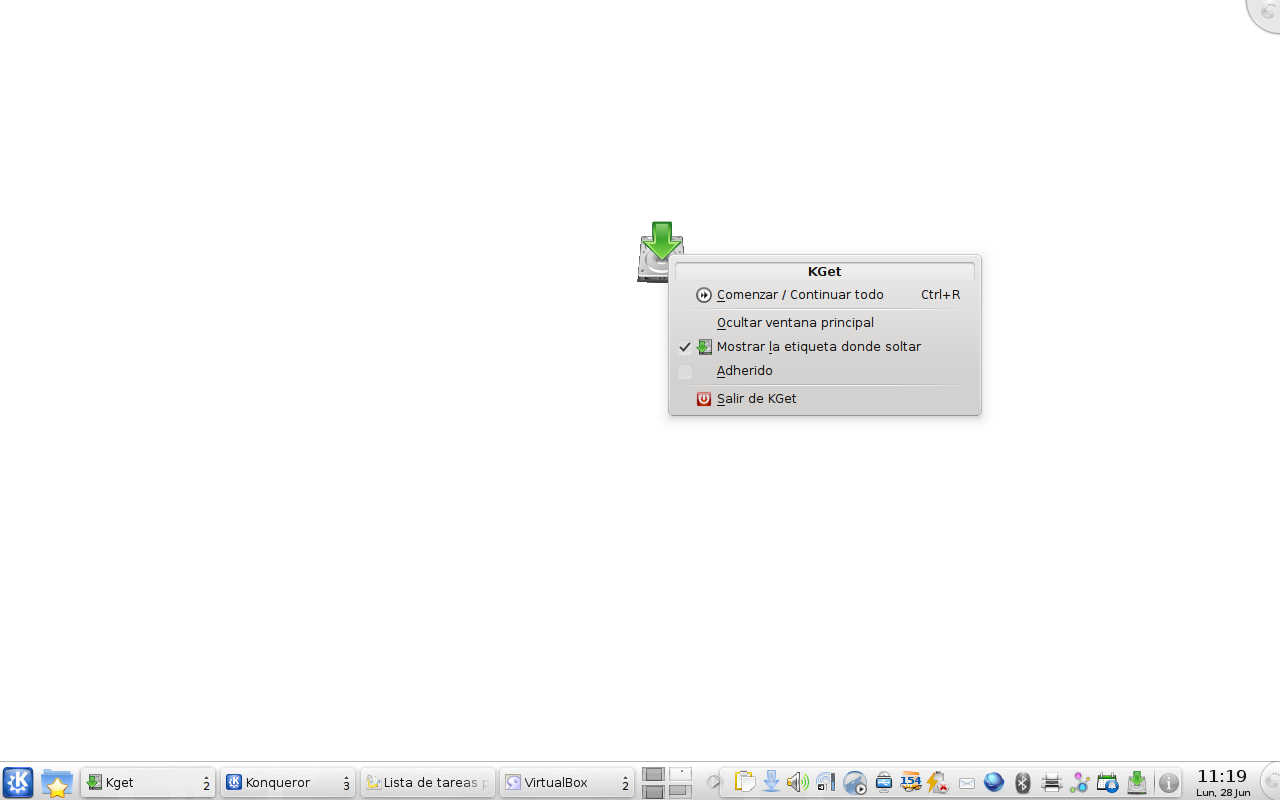 KGet
Comenzar / Continuar todo Ctrl+R
Ocultar ventana principal
Mostrar la etiqueta donde soltar
Adherido
Salir de KGet
Kget 2
Konqueror 3
Lista de tareas p
VirtualBox 2
154
11:19
Lun, 28 Jun